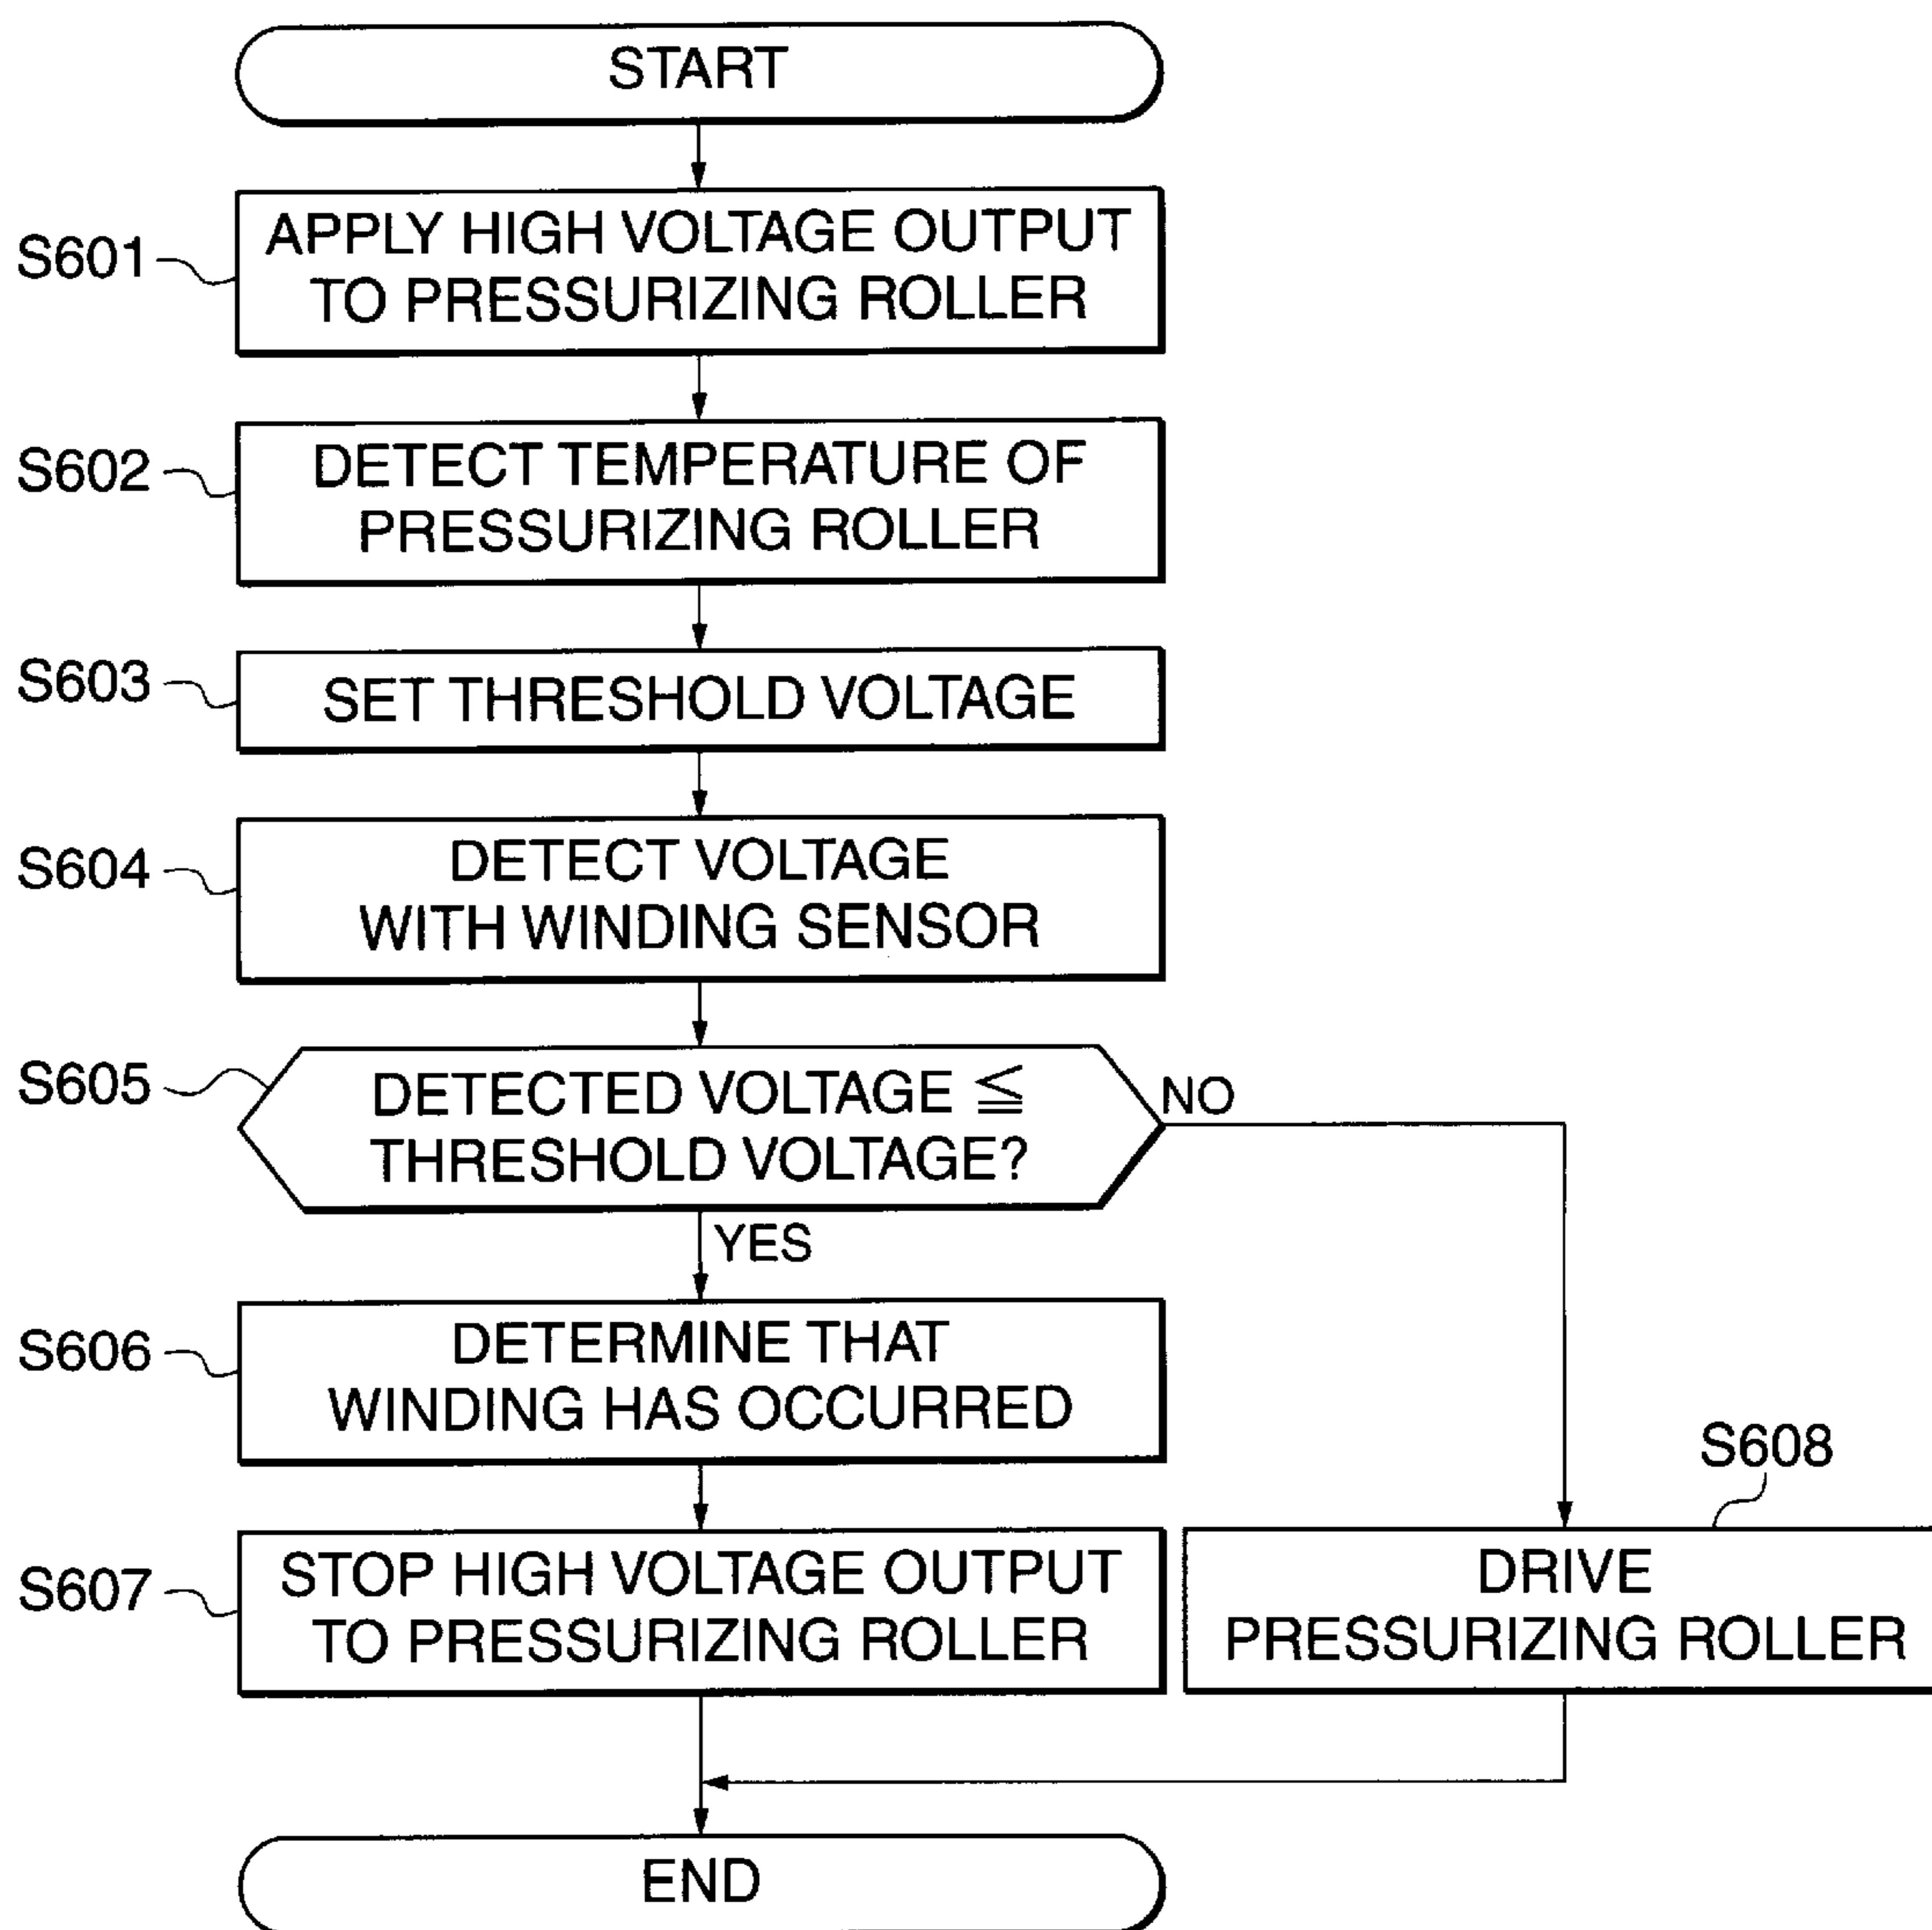 START
S601
APPLY HIGH VOLTAGE OUTPUT
TO PRESSURIZING ROLLER
S602
DETECT TEMPERATURE OF
PRESSURIZING ROLLER
S603
SET THRESHOLD VOLTAGE
S604
DETECT VOLTAGE
WITH WINDING SENSOR
S605
DETECTED VOLTAGE ≦
THRESHOLD VOLTAGE?
NO
YES
S606
DETERMINE THAT
WINDING HAS OCCURRED
S607
STOP HIGH VOLTAGE OUTPUT
TO PRESSURIZING ROLLER
S608
DRIVE
PRESSURIZING ROLLER
END